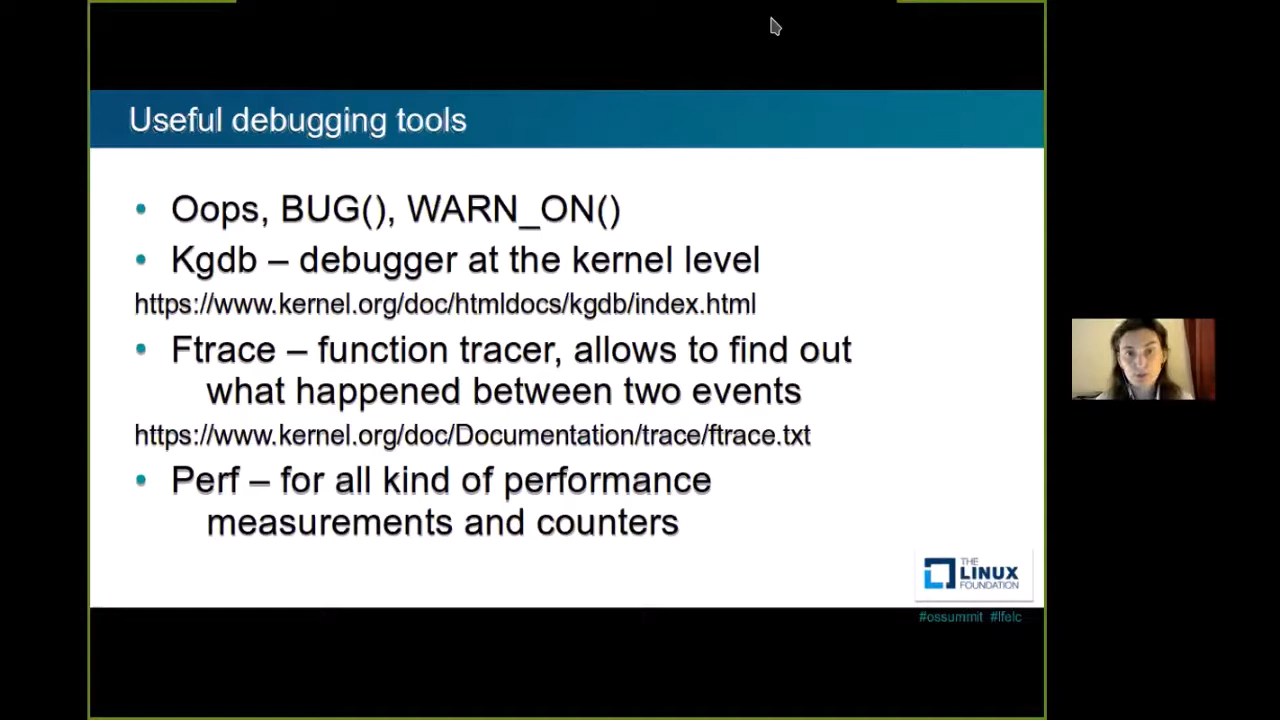 Useful debugging tools
• Oops, BUG(), WARN_ON()
• Kgdb – debugger at the kernel level
https://www.kernel.org/doc/htmldocs/kgdb/index.html
• Ftrace – function tracer, allows to find out
what happened between two events
https://www.kernel.org/doc/Documentation/trace/ftrace.txt
• Perf – for all kind of performance
measurements and counters
THE
LINUX
FOUNDATION
#ossummit #lfelc